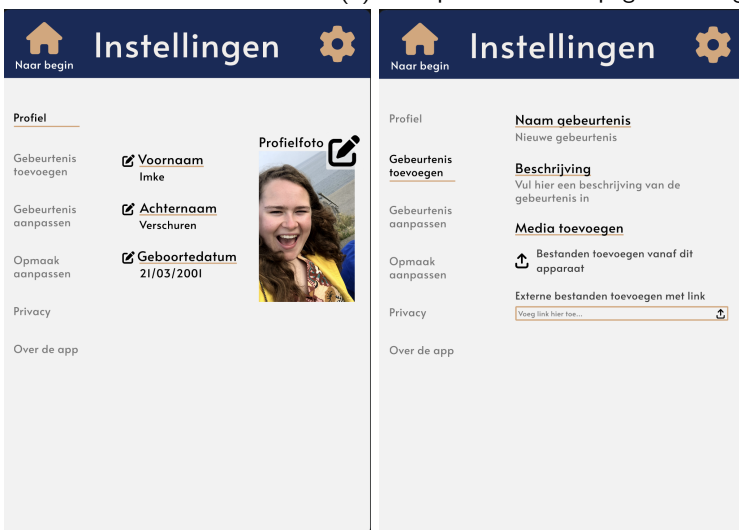 Instellingen
Naar begin
Profiel
Gebeurtenis
toevoegen
Gebeurtenis
aanpassen
Opmaak
aanpassen
Privacy
Over de app
Voornaam
Imke
Achternaam
Verschuren
Geboortedatum
21/03/2001
Profielfoto
Instellingen
Naar begin
Profiel
Gebeurtenis
toevoegen
Gebeurtenis
aanpassen
Opmaak
aanpassen
Privacy
Over de app
Naam gebeurtenis
Nieuwe gebeurtenis
Beschrijving
Vul hier een beschrijving van de
gebeurtenis in
Media toevoegen
Bestanden toevoegen vanaf dit
apparaat
Externe bestanden toevoegen met link
Voeg link hier toe...